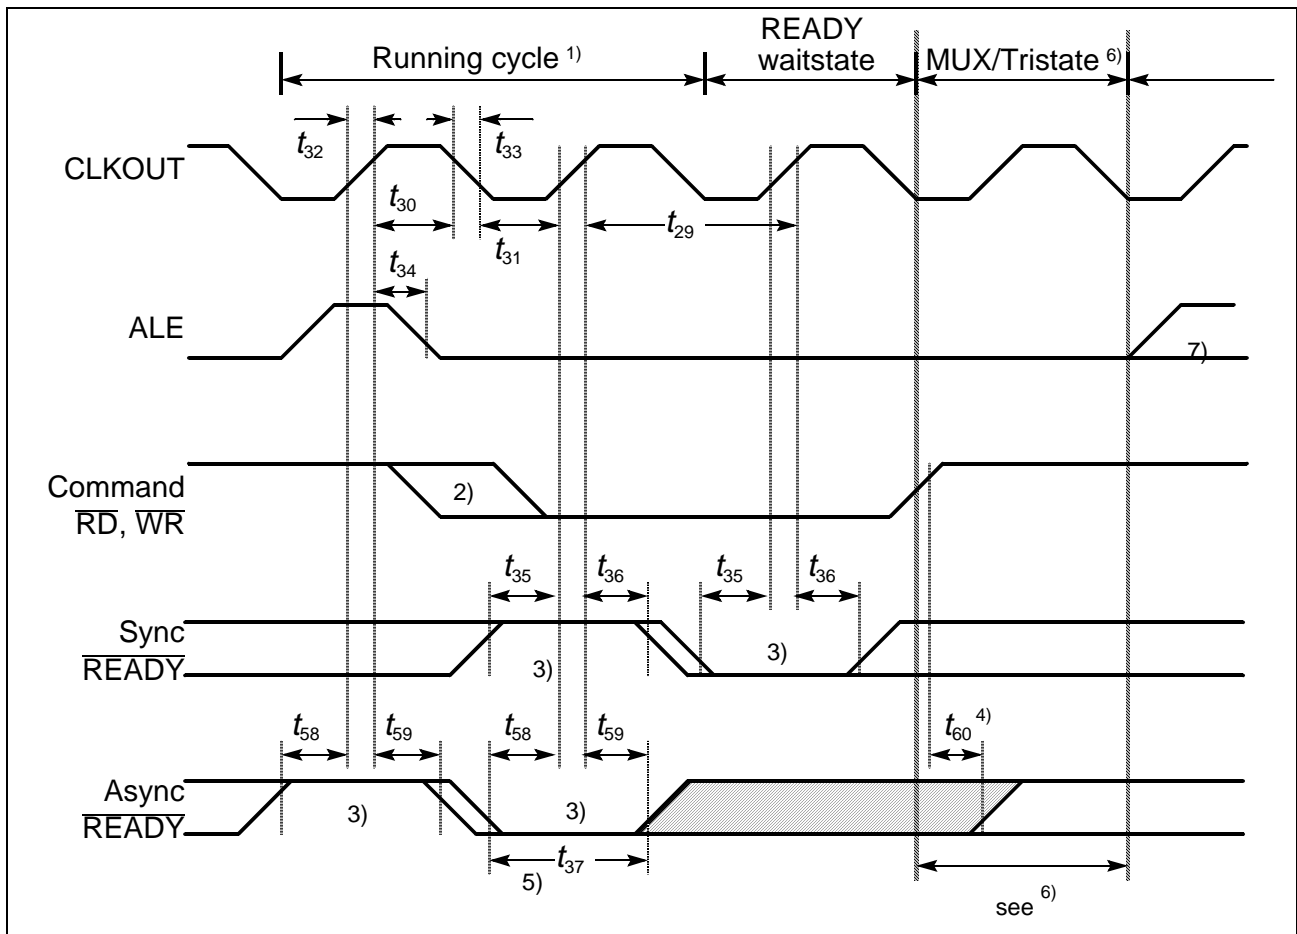 READY
Running cycle 1)
waitstate
MUX/Tristate 6)
t32
t33
CLKOUT
t30
t29
t31
t34
ALE
7)
Command
RD, WR
2)
t35
t36
t35
t36
Sync
READY
3)
3)
t58
t59
t58
t59
t60 4)
Async
READY
3)
3)
t37
5)
see 6)